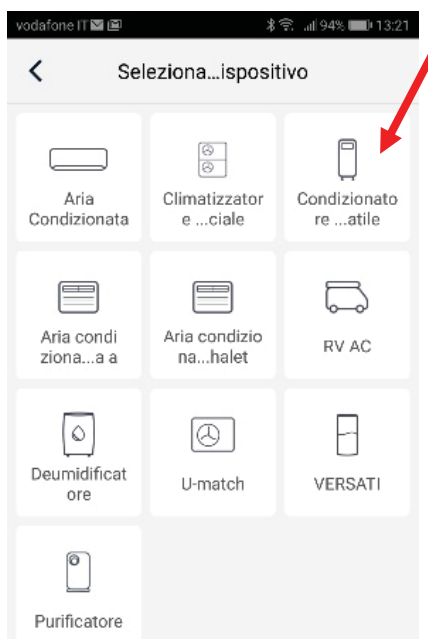 vodafone IT 94% 13:21
Seleziona...ispositivo
Aria
Condizionata
Climatizzator
e ...ciale
Condizionato
re ...atile
Aria condi
ziona...a a
Aria condizio
na...halet
RV AC
Deumidificat
ore
U-match
VERSATI
Purificatore